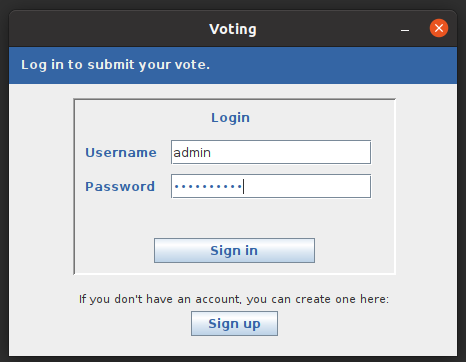 Voting
Log in to submit your vote.
Login
Username admin
Password ••••••••••
Sign in
If you don't have an account, you can create one here:
Sign up